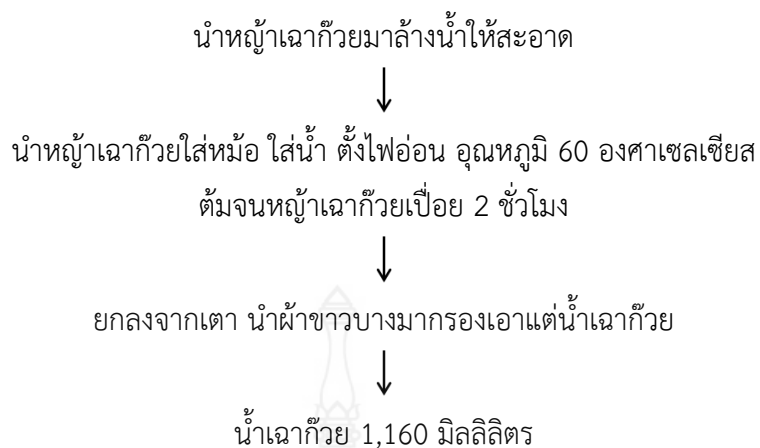 นำหญ้าเฉาก๊วยมาล้างน้ำให้สะอาด
นำหญ้าเฉาก๊วยใส่หม้อ ใส่น้ำ ตั้งไฟอ่อน อุณหภูมิ 60 องศาเซลเซียส
ต้มจนหญ้าเฉาก๊วยเปื่อย 2 ชั่วโมง
ยกลงจากเตา นำผ้าขาวบางมากรองเอาแต่น้ำเฉาก๊วย
น้ำเฉาก๊วย 1,160 มิลลิลิตร